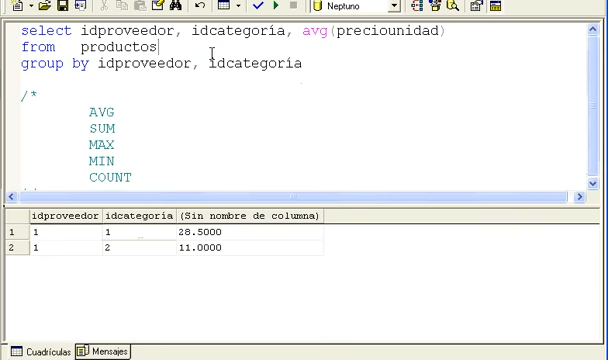 Neptuno
select idproveedor, idcategoría, avg(preciounidad)
from   productos
group by idproveedor, idcategoría
/*
AVG
SUM
MAX
MIN
COUNT
idproveedor idcategoría (Sin nombre de columna)
1 1 1 28.5000
2 1 2 11.0000
Cuadrículas Mensajes